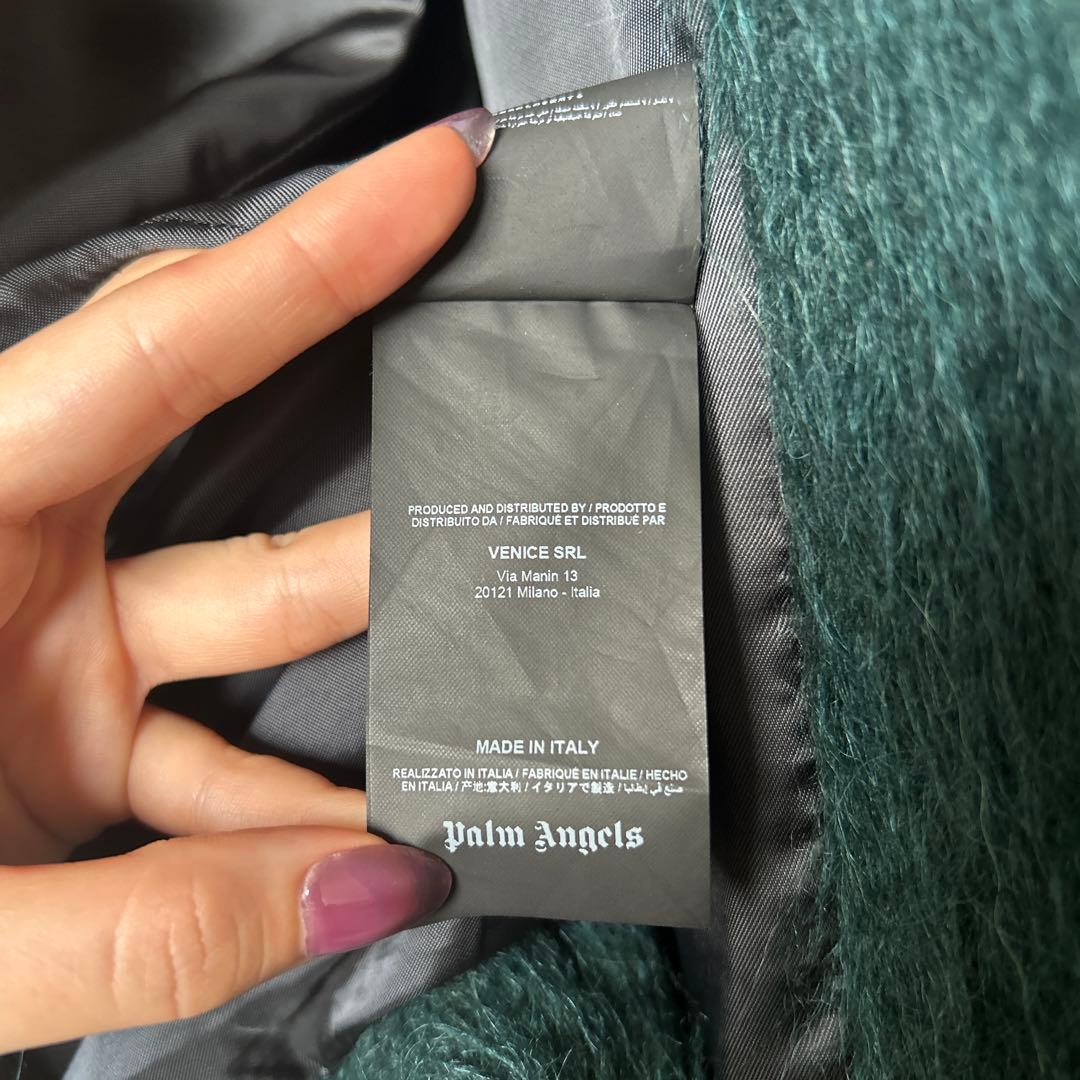 PRODUCED AND DISTRIBUTED BY / PRODOTTO E
DISTRIBUITO DA / FABRIQUÉ ET DISTRIBUÉ PAR
VENICE SRL
Via Manin 13
20121 Milano - Italia
MADE IN ITALY
REALIZZATO IN ITALIA / FABRIQUÉ EN ITALIE / HECHO
EN ITALIA / 产地:意大利 / イタリアで製造 / صنع في إيطاليا
Palm Angels